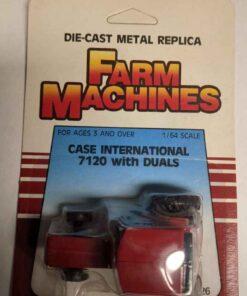 DIE-CAST METAL REPLICA
FARM
MACHINES
FOR AGES 3 AND OVER 1/64 SCALE
CASE INTERNATIONAL
7120 with DUALS